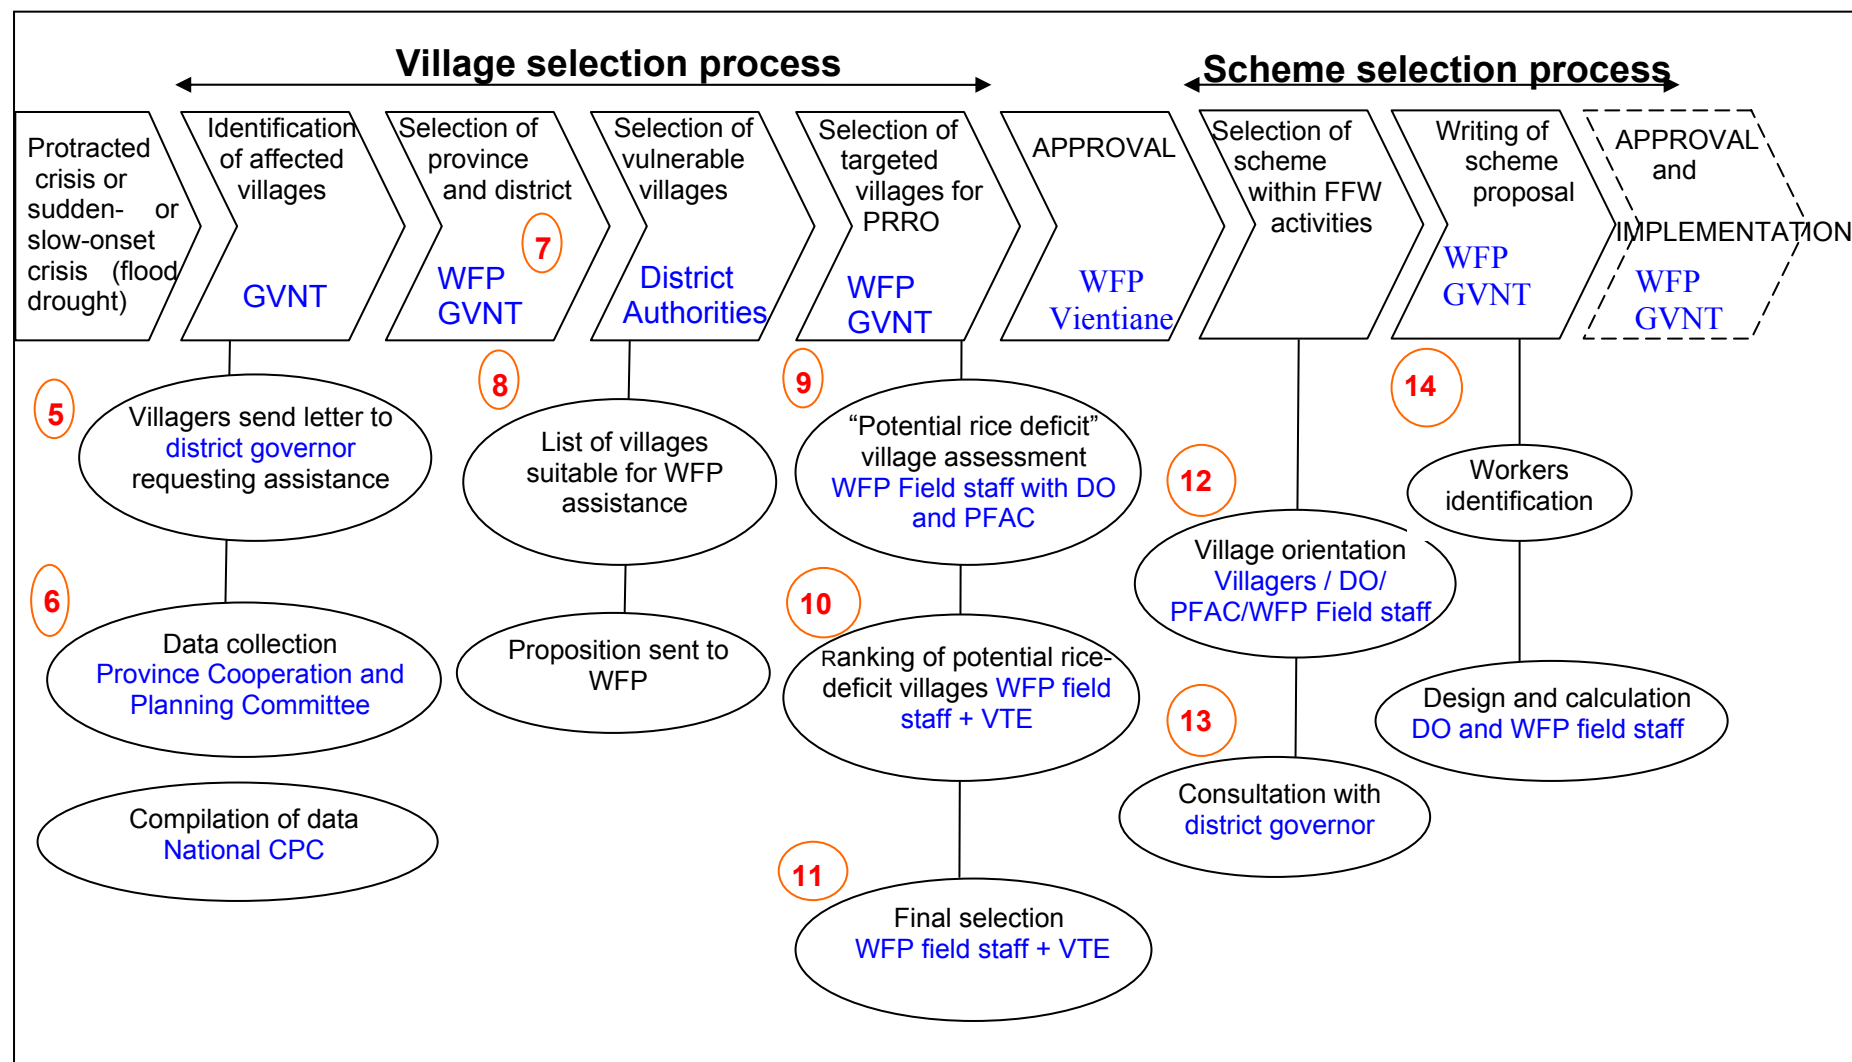 Village selection process
Scheme selection process
Protracted
crisis or
sudden- or
slow-onset
crisis (flood
drought)
Identification
of affected
villages
GVNT
Selection of
province
and district
7
WFP
GVNT
Selection of
vulnerable
villages
District
Authorities
Selection of
targeted
villages for
PRRO
WFP
GVNT
APPROVAL
WFP
Vientiane
Selection of
scheme
within FFW
activities
Writing of
scheme
proposal
WFP
GVNT
APPROVAL
and
IMPLEMENTATION
WFP
GVNT
5
Villagers send letter to
district governor
requesting assistance
6
Data collection
Province Cooperation and
Planning Committee
Compilation of data
National CPC
8
List of villages
suitable for WFP
assistance
Proposition sent to
WFP
9
“Potential rice deficit”
village assessment
WFP Field staff with DO
and PFAC
10
Ranking of potential rice-
deficit villages WFP field
staff + VTE
11
Final selection
WFP field staff + VTE
12
Village orientation
Villagers / DO/
PFAC/WFP Field staff
13
Consultation with
district governor
14
Workers
identification
Design and calculation
DO and WFP field staff